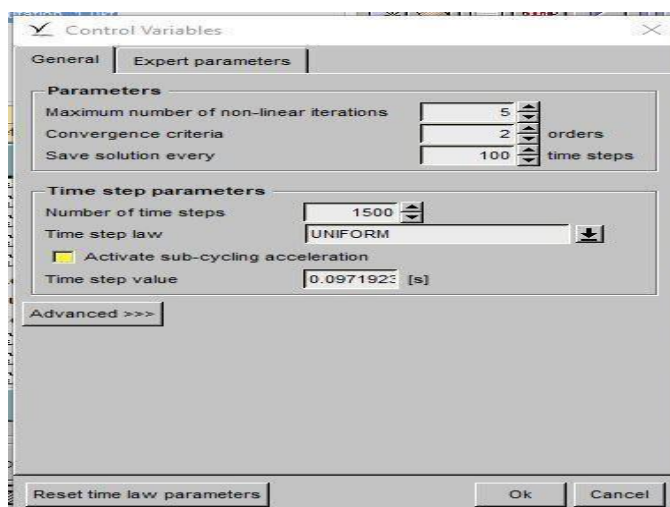 Control Variables
General Expert parameters
Parameters
Maximum number of non-linear iterations 5
Convergence criteria 2 orders
Save solution every 100 time steps
Time step parameters
Number of time steps 1500
Time step law UNIFORM
Activate sub-cycling acceleration
Time step value 0.0971923 [s]
Advanced >>>
Reset time law parameters Ok Cancel